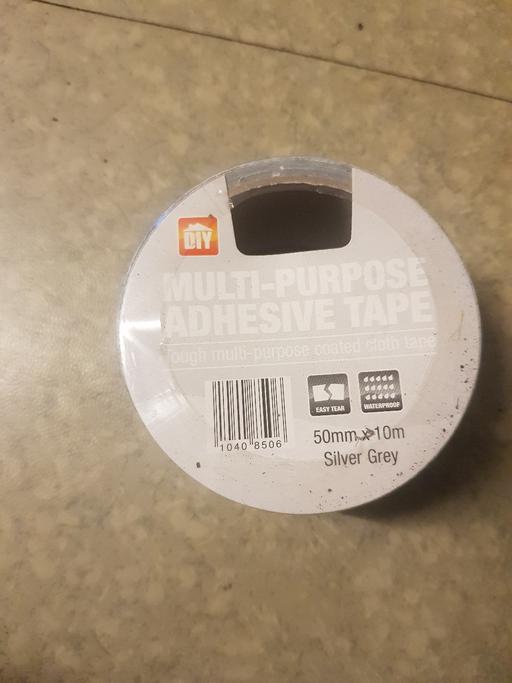 DIY
MULTI-PURPOSE
ADHESIVE TAPE
Tough multi-purpose coated cloth tape
EASY TEAR
WATERPROOF
1040 8506
50mm x 10m
Silver Grey